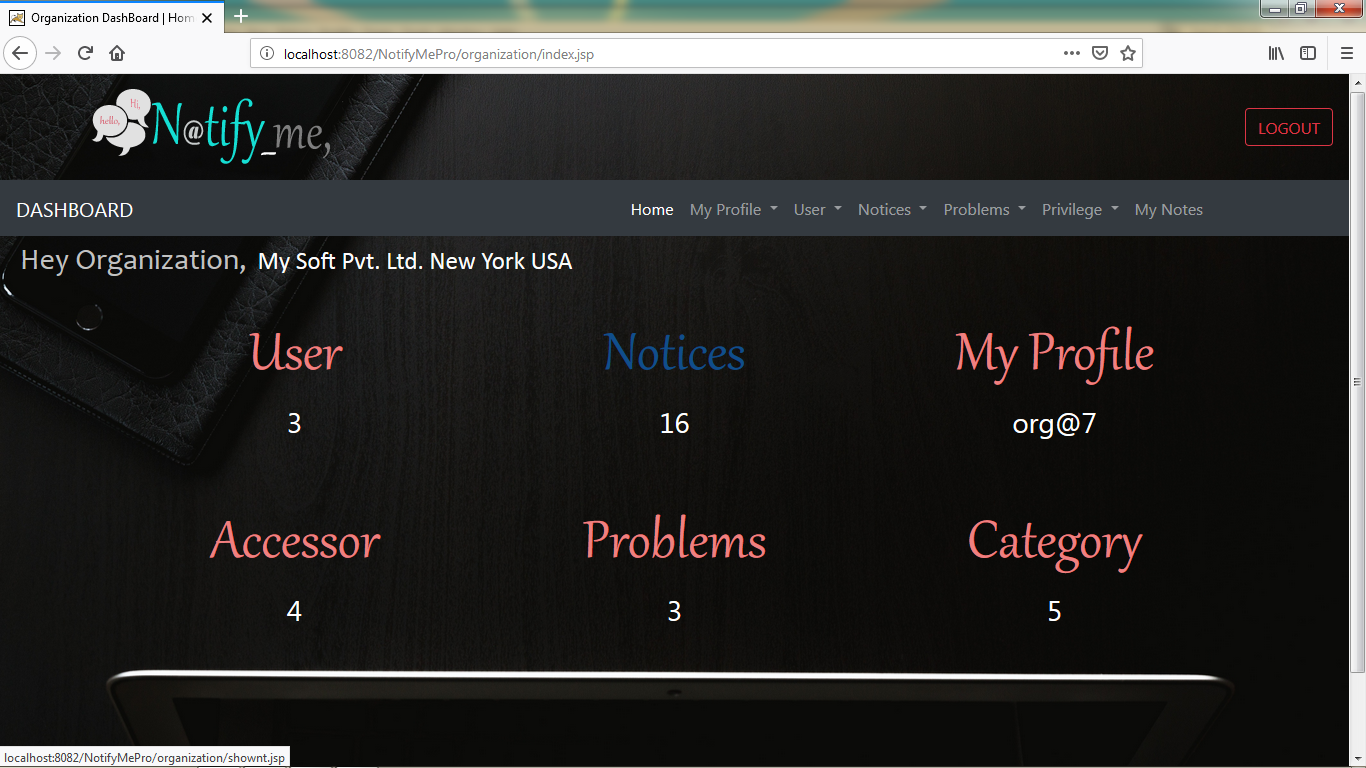 Organization DashBoard | Hom
localhost:8082/NotifyMePro/organization/index.jsp
Hi,
hello,
N@tify_me,
LOGOUT
DASHBOARD Home My Profile User Notices Problems Privilege My Notes
Hey Organization, My Soft Pvt. Ltd. New York USA
User Notices My Profile
3 16 org@7
Accessor Problems Category
4 3 5
localhost:8082/NotifyMePro/organization/shownt.jsp